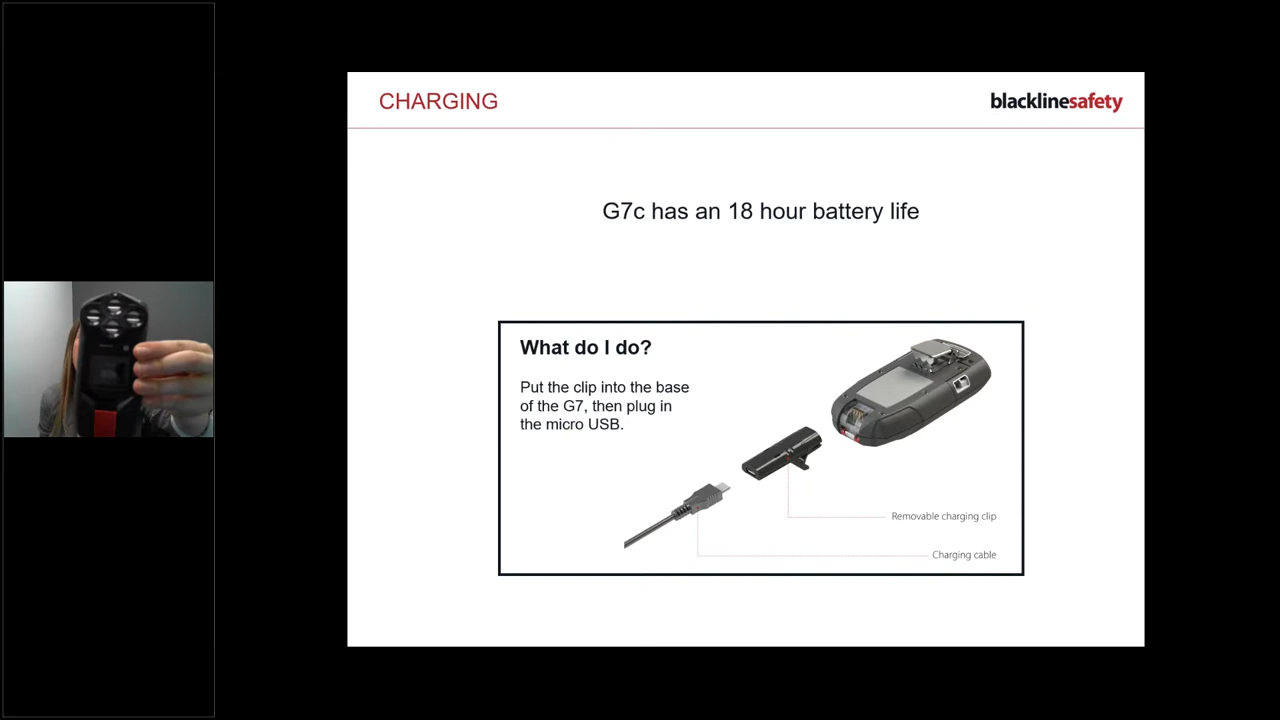 CHARGING
blacklinesafety
G7c has an 18 hour battery life
What do I do?
Put the clip into the base
of the G7, then plug in
the micro USB.
Removable charging clip
Charging cable